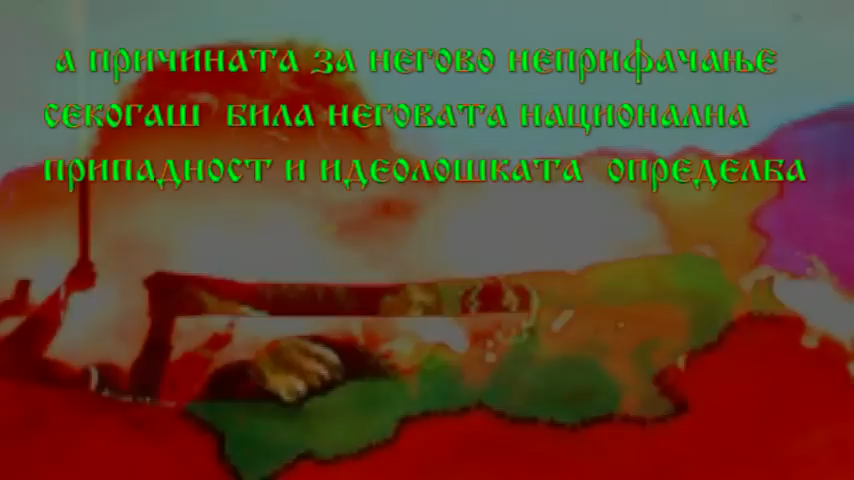 а причината за негово неприфаќање
секогаш била неговата национална
припадност и идеолошката определба